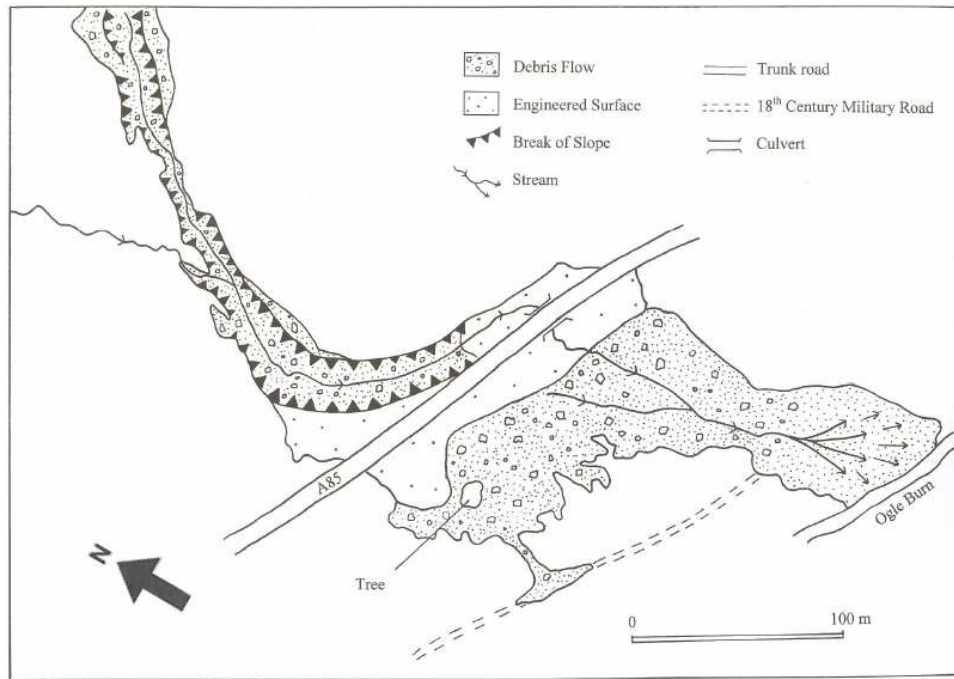 Debris Flow
Engineered Surface
Break of Slope
Stream
Trunk road
18th Century Military Road
Culvert
A85
Ogle Burn
N
Tree
0 100 m